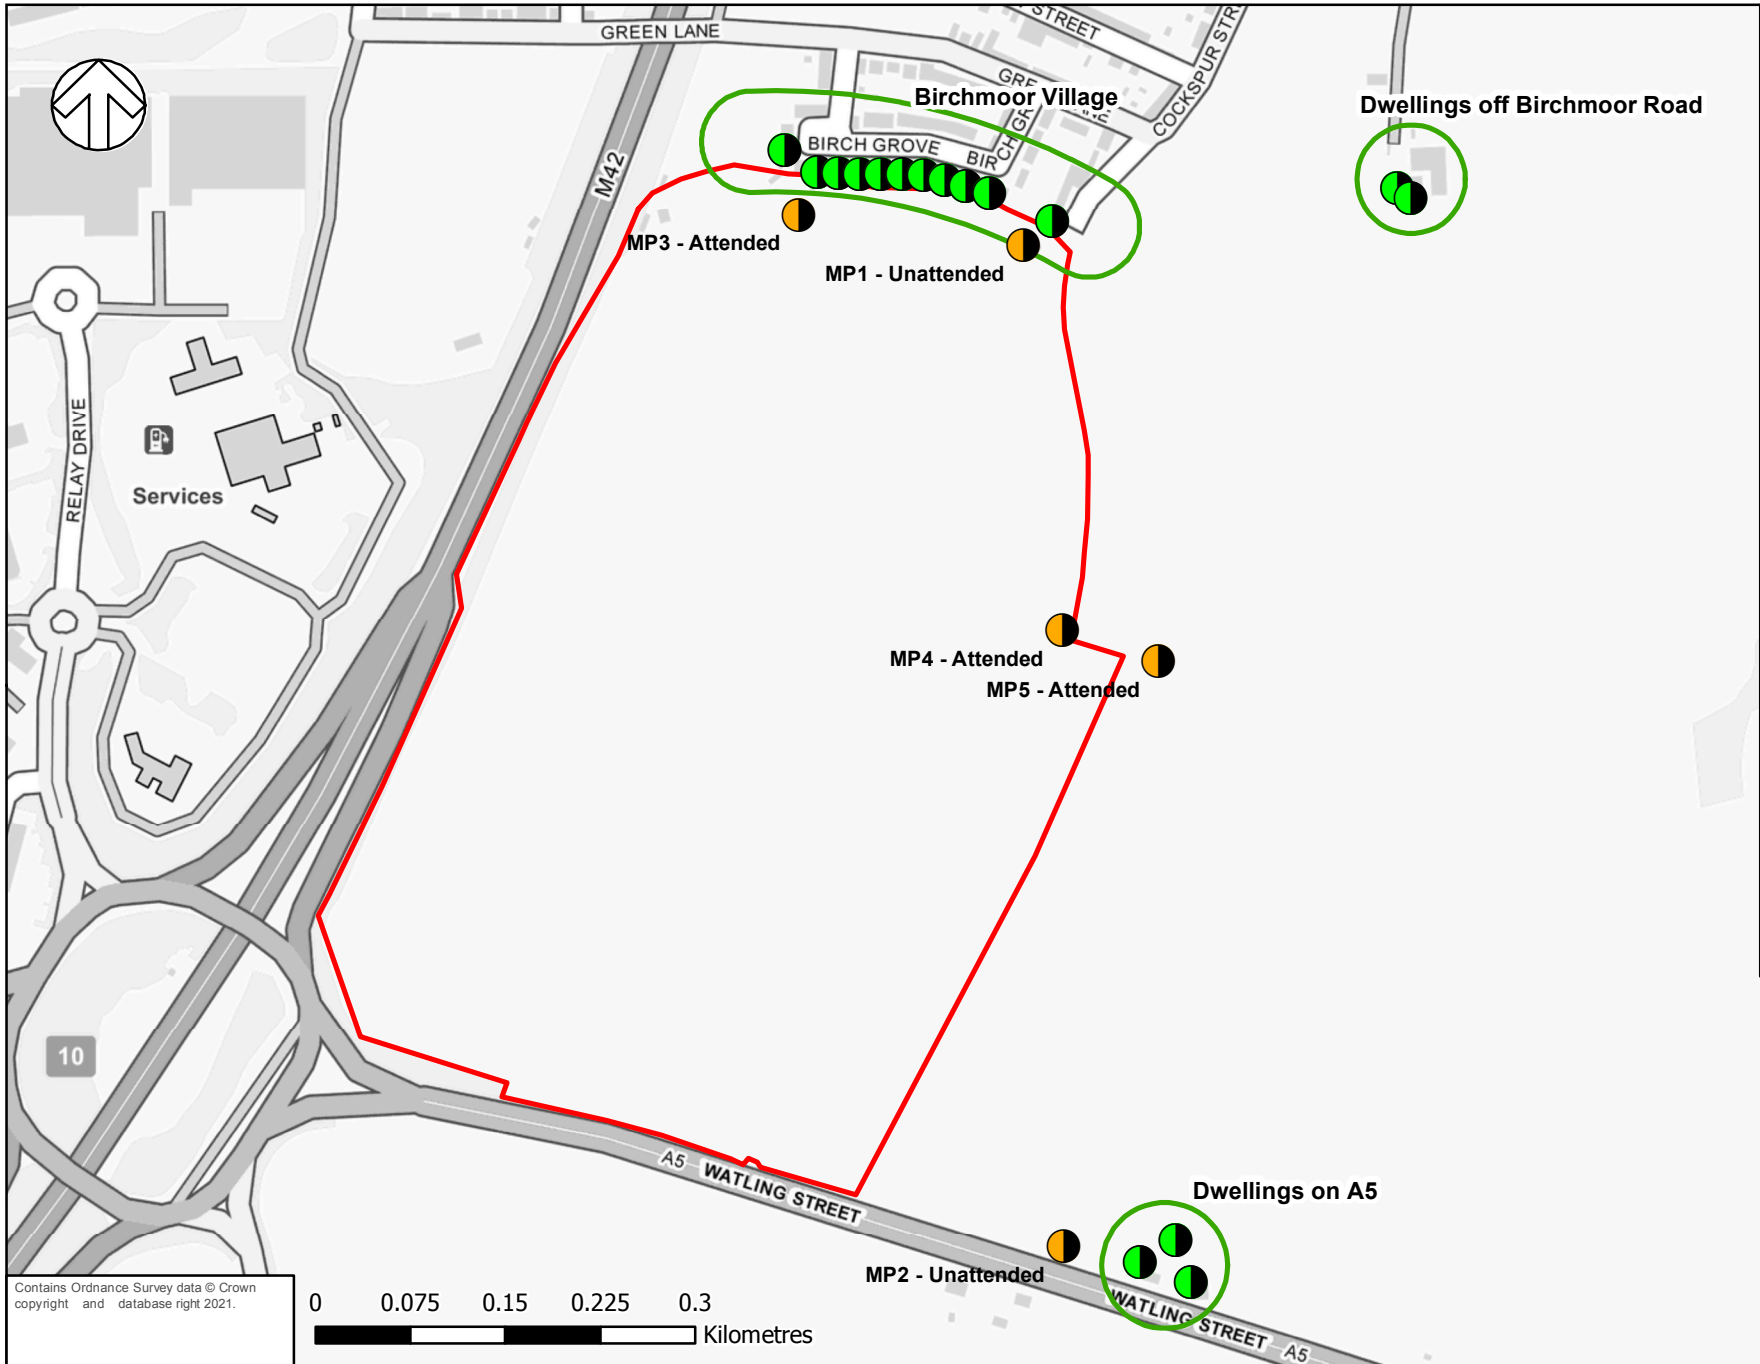 STREET
GREEN LANE
COCKSPUR STR
GRE
INE
Birchmoor Village
Dwellings off Birchmoor Road
BIRCH GROVE
BIRCH GR
M42
MP3 - Attended
MP1 - Unattended
RELAY DRIVE
Services
MP4 - Attended
MP5 - Attended
10
A5
WATLING STREET
Dwellings on A5
MP2 - Unattended
WATLING STREET
A5
Contains Ordnance Survey data © Crown
copyright and database right 2021.
0 0.075 0.15 0.225 0.3
Kilometres